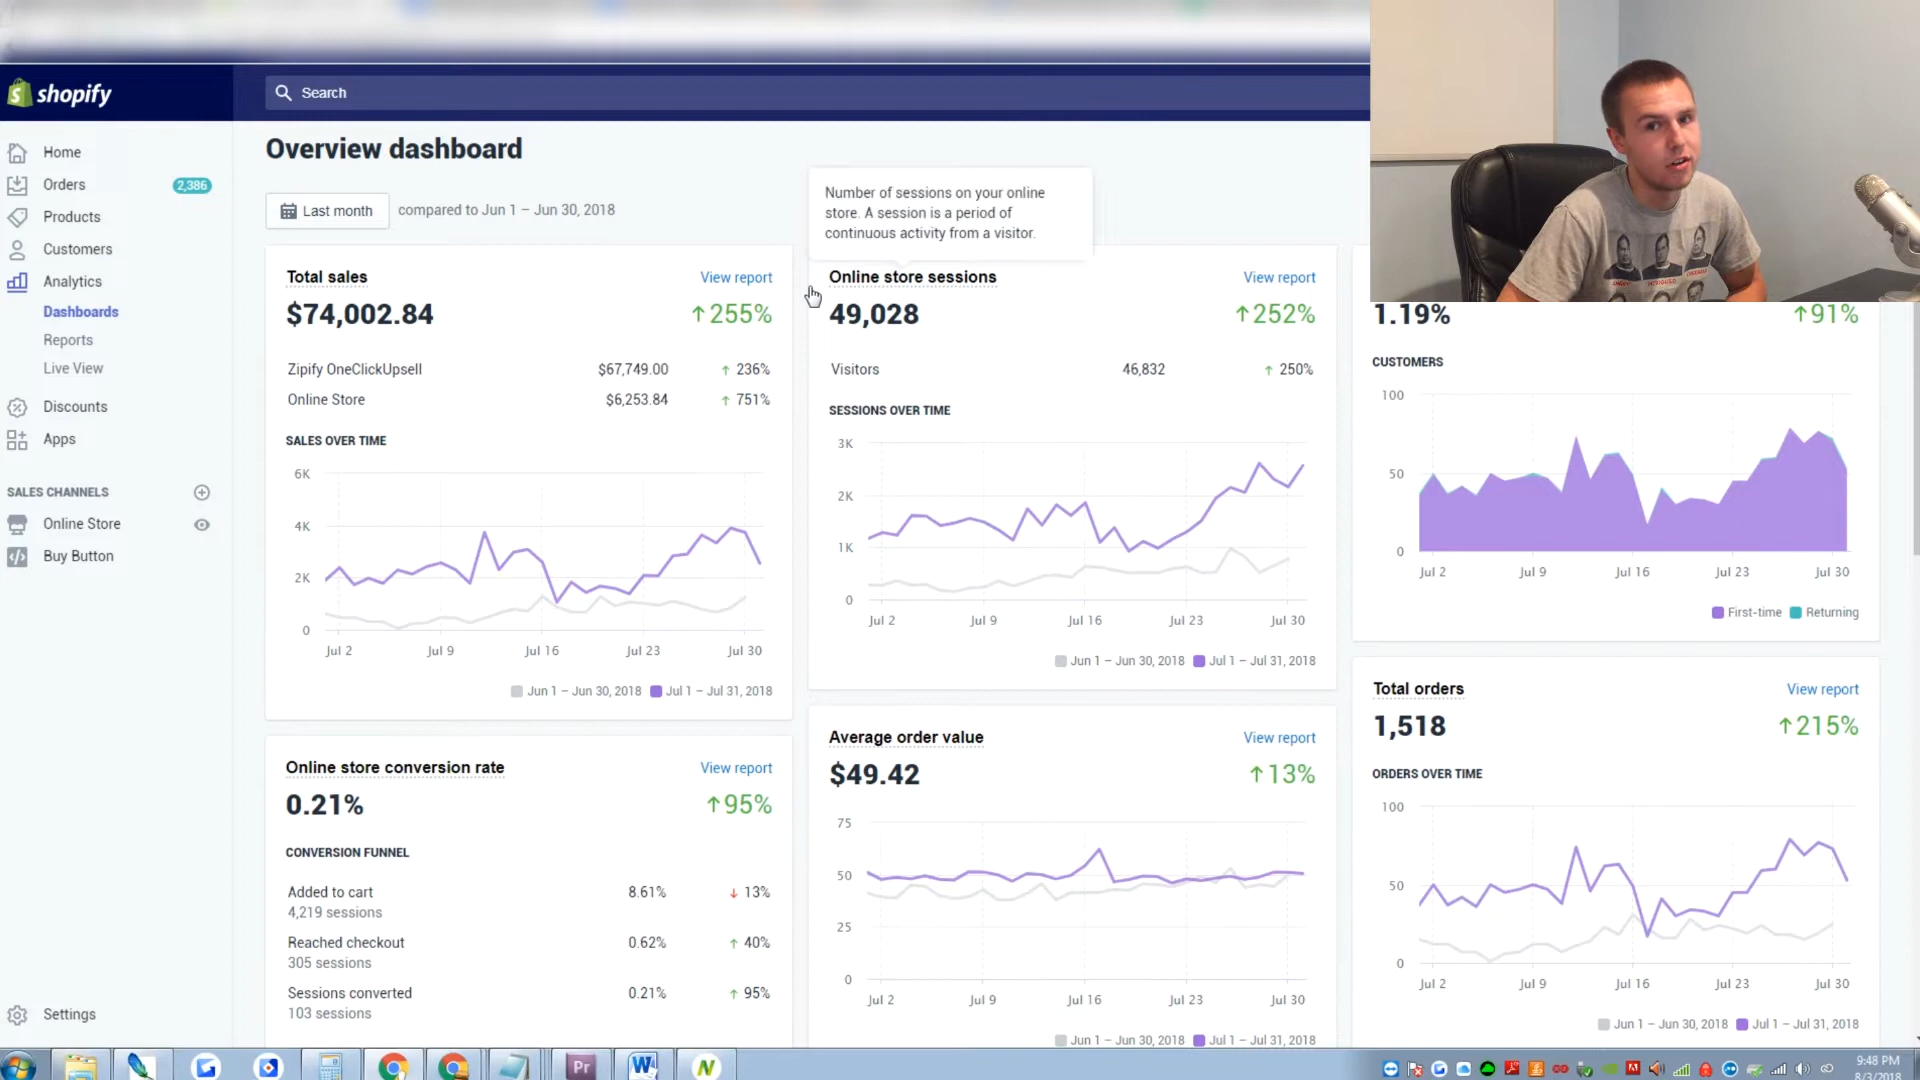 shopify
Search
Home
Orders 2,386
Products
Customers
Analytics
Dashboards
Reports
Live View
Discounts
Apps
SALES CHANNELS
Online Store
Buy Button
Settings
Overview dashboard
Last month compared to Jun 1 – Jun 30, 2018
Total sales View report
$74,002.84 ↑255%
Zipify OneClickUpsell $67,749.00 ↑ 236%
Online Store $6,253.84 ↑ 751%
SALES OVER TIME
6K
4K
2K
0
Jul 2 Jul 9 Jul 16 Jul 23 Jul 30
Jun 1 – Jun 30, 2018 Jul 1 – Jul 31, 2018
Online store conversion rate View report
0.21% ↑95%
CONVERSION FUNNEL
Added to cart 8.61% ↓ 13%
4,219 sessions
Reached checkout 0.62% ↑ 40%
305 sessions
Sessions converted 0.21% ↑ 95%
103 sessions
Number of sessions on your online
store. A session is a period of
continuous activity from a visitor.
Online store sessions View report
49,028 ↑252%
Visitors 46,832 ↑ 250%
SESSIONS OVER TIME
3K
2K
1K
0
Jul 2 Jul 9 Jul 16 Jul 23 Jul 30
Jun 1 – Jun 30, 2018 Jul 1 – Jul 31, 2018
Average order value View report
$49.42 ↑13%
75
50
25
0
Jul 2 Jul 9 Jul 16 Jul 23 Jul 30
Jun 1 – Jun 30, 2018 Jul 1 – Jul 31, 2018
1.19% ↑91%
CUSTOMERS
100
50
0
Jul 2 Jul 9 Jul 16 Jul 23 Jul 30
First-time Returning
Total orders View report
1,518 ↑215%
ORDERS OVER TIME
100
50
0
Jul 2 Jul 9 Jul 16 Jul 23 Jul 30
Jun 1 – Jun 30, 2018 Jul 1 – Jul 31, 2018
Pr W N
9:48 PM
8/3/2018